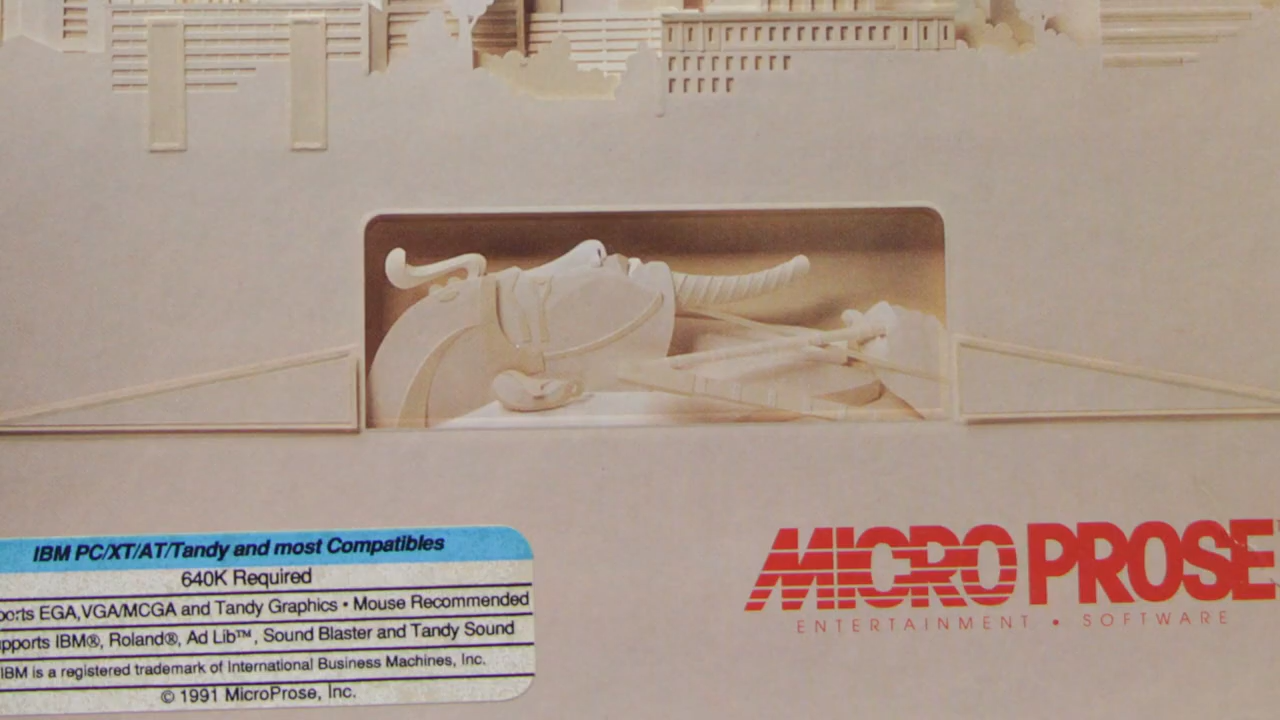 IBM PC/XT/AT/Tandy and most Compatibles
640K Required
EGA,VGA/MCGA and Tandy Graphics • Mouse Recommended
IBM®, Roland®, Ad Lib™, Sound Blaster and Tandy Sound
IBM is a registered trademark of International Business Machines, Inc.
© 1991 MicroProse, Inc.
MICRO PROSE
ENTERTAINMENT • SOFTWARE